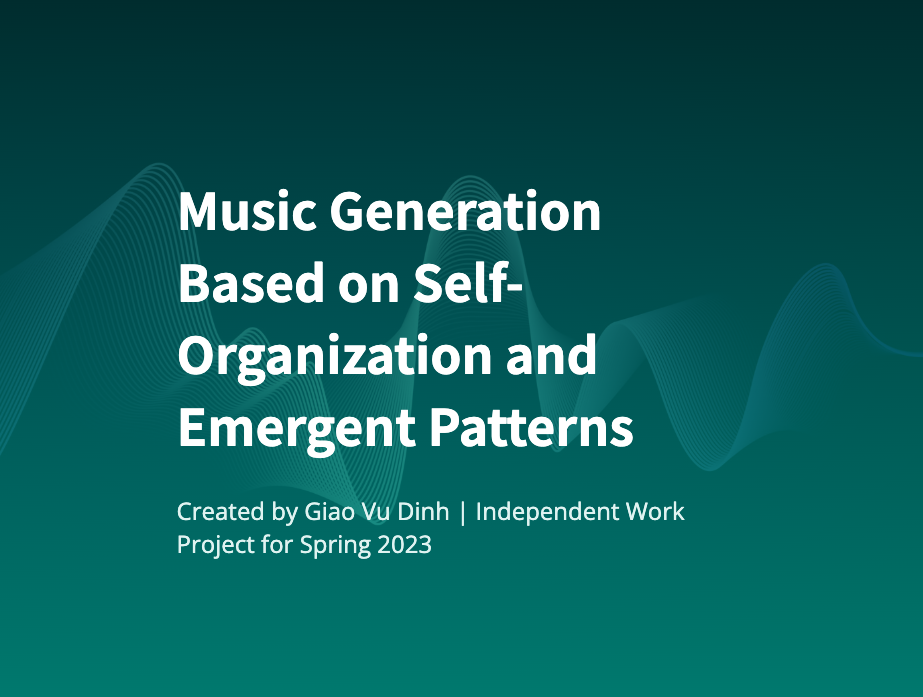 Music Generation
Based on Self-
Organization and
Emergent Patterns
Created by Giao Vu Dinh | Independent Work
Project for Spring 2023